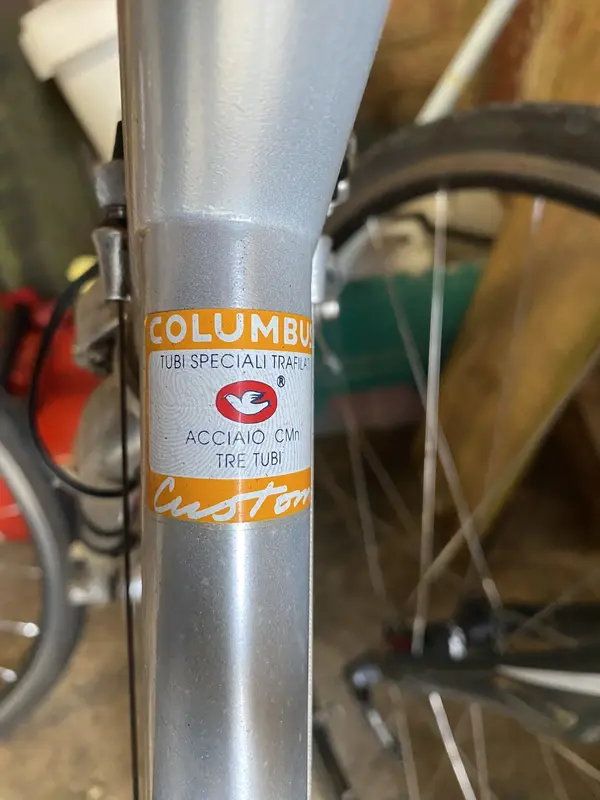 COLUMBUS
TUBI SPECIALI TRAFILA
®
ACCIAIO CMn
TRE TUBI
Custom